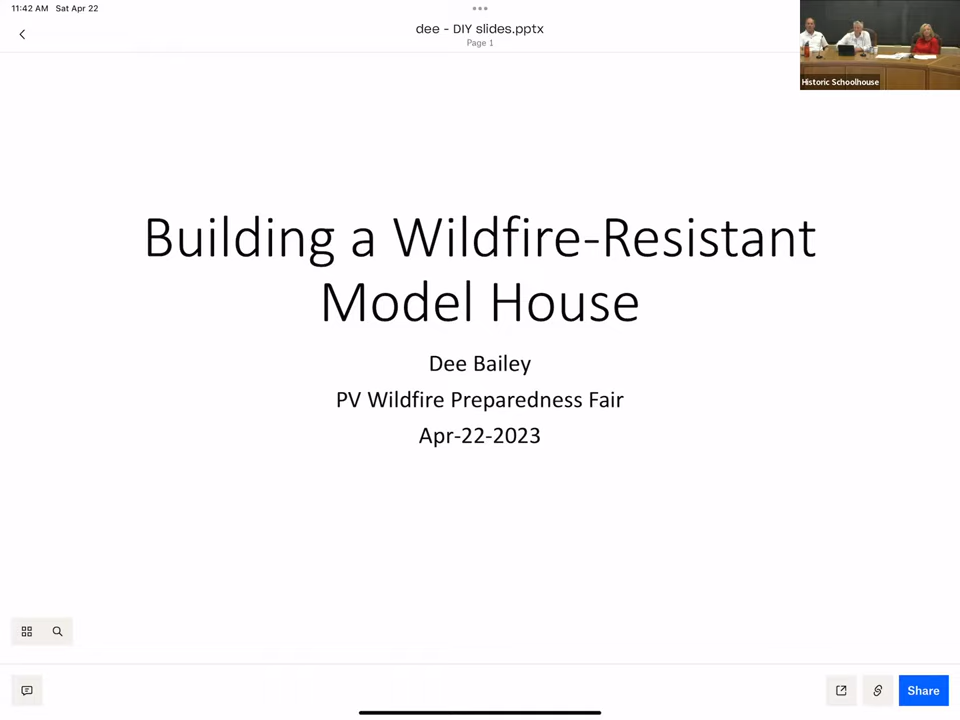 11:42 AM Sat Apr 22
dee - DIY slides.pptx
Page 1
Historic Schoolhouse
Building a Wildfire-Resistant
Model House
Dee Bailey
PV Wildfire Preparedness Fair
Apr-22-2023
Share